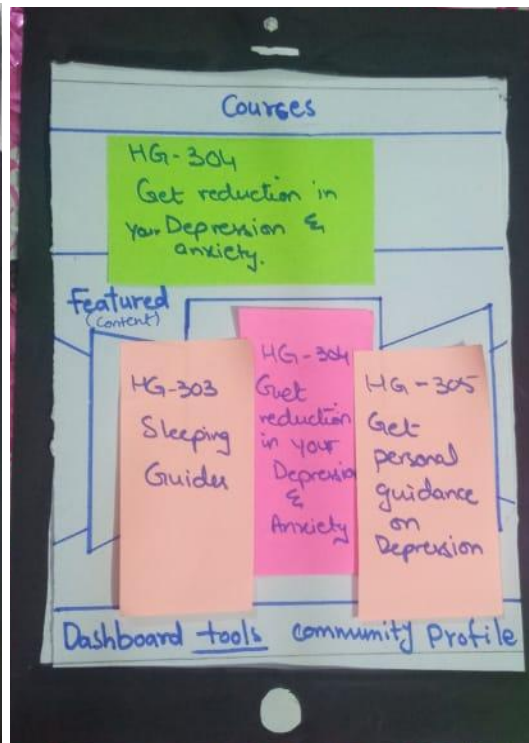 Courses
HG-304
Get reduction in
your Depression &
anxiety.
Featured
(content)
HG-303
Sleeping
Guides
HG-304
Get
reduction
in your
Depression
&
Anxiety
HG-305
Get
personal
guidance
on
Depression
Dashboard tools community Profile